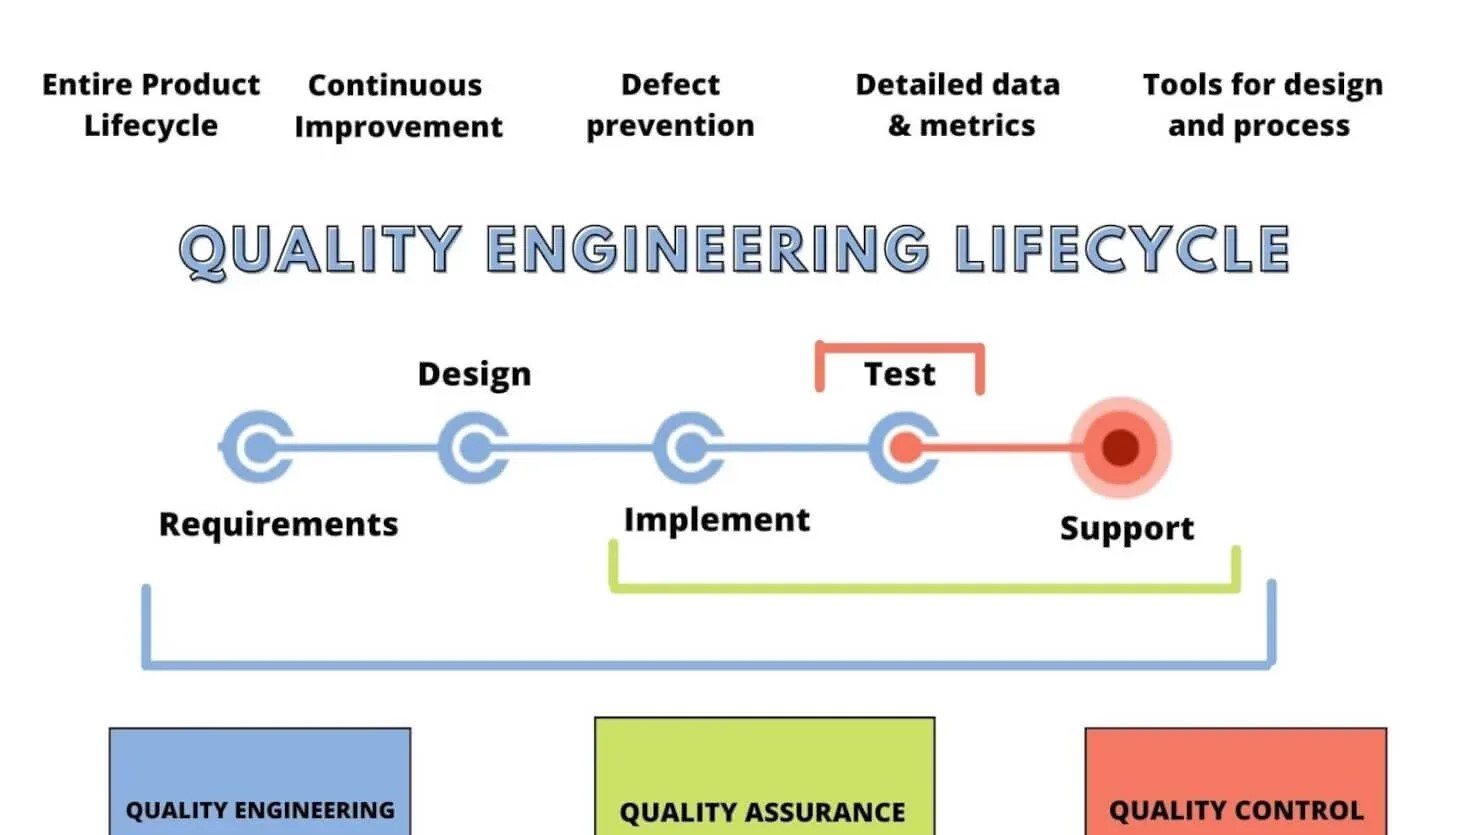 Entire Product
Lifecycle
Continuous
Improvement
Defect
prevention
Detailed data
& metrics
Tools for design
and process
QUALITY ENGINEERING LIFECYCLE
Design
Test
Requirements
Implement
Support
QUALITY ENGINEERING
QUALITY ASSURANCE
QUALITY CONTROL